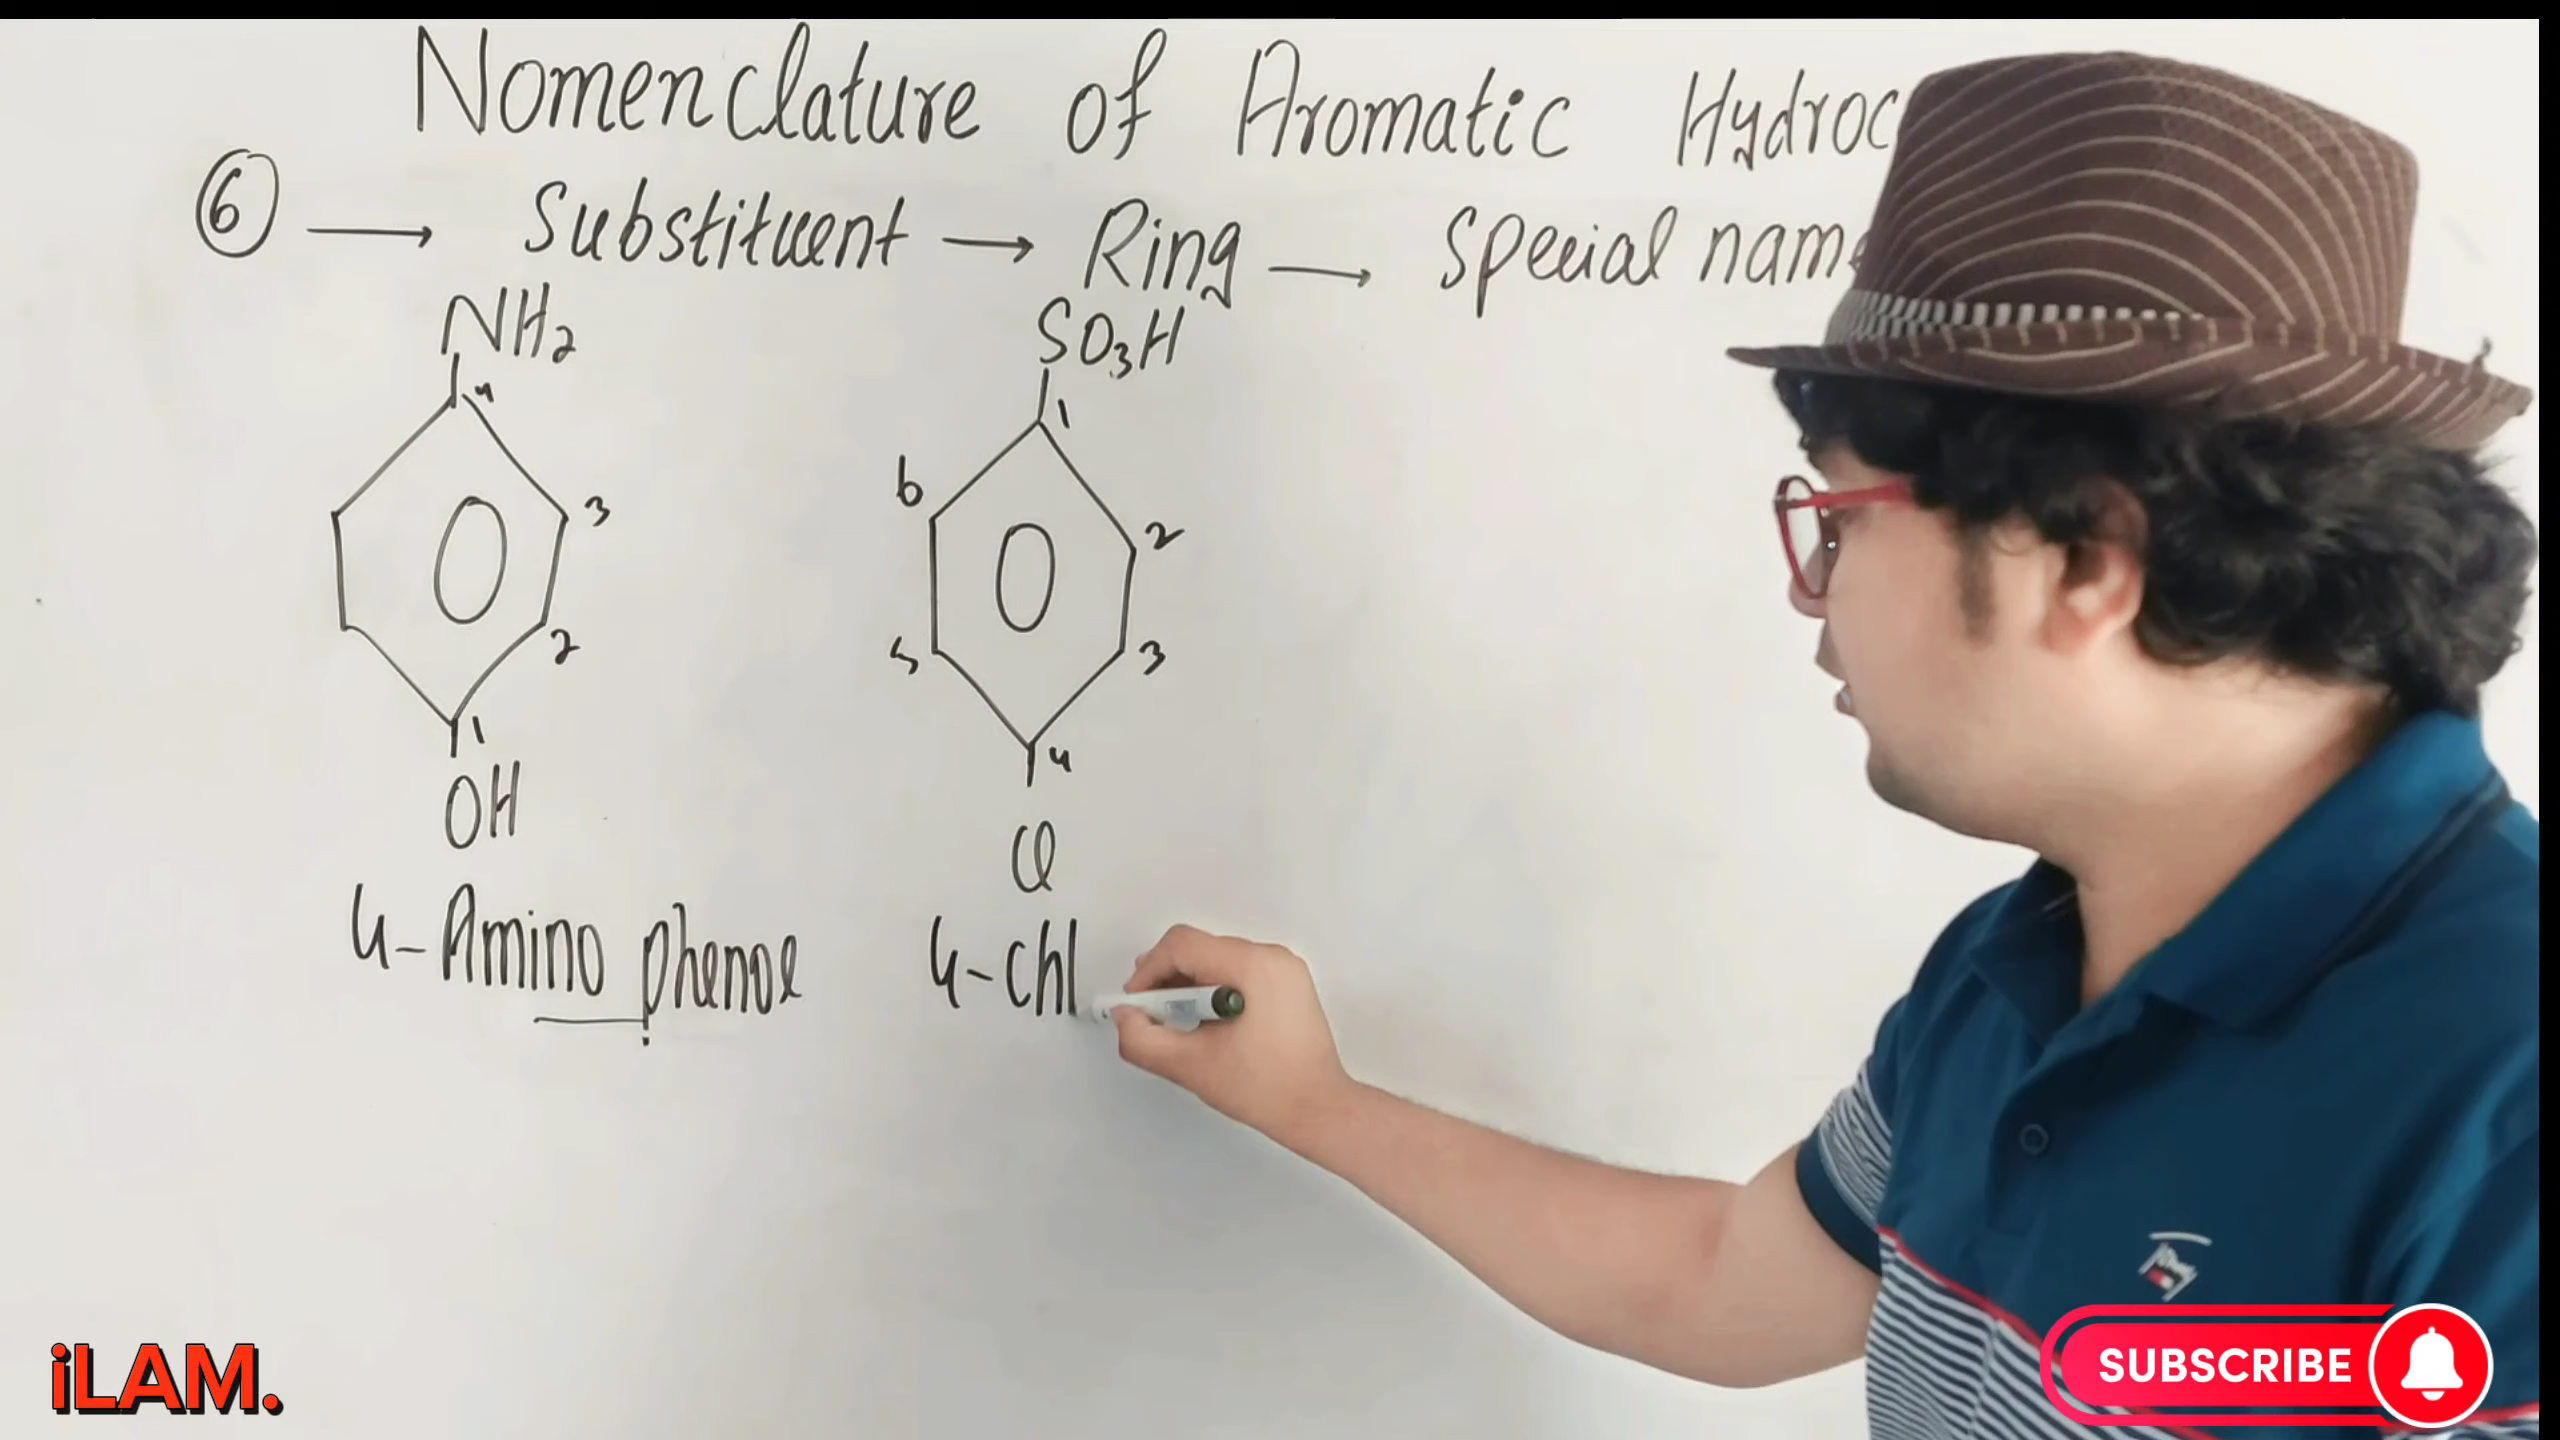 Nomenclature of Aromatic Hydroc
⑥ → Substituent → Ring → Special name
NH₂
4
3
2
1
OH
4-Amino phenol
SO₃H
1
6
2
5
3
4
Cl
4-Chl
iLAM.
SUBSCRIBE